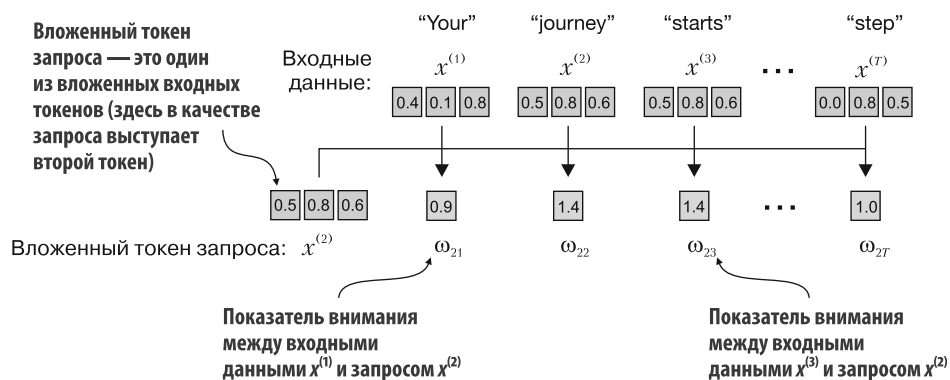 Вложенный токен
запроса — это один
из вложенных входных
токенов (здесь в качестве
запроса выступает
второй токен)
“Your” “journey” “starts” “step”
Входные
данные:
x⁽¹⁾ x⁽²⁾ x⁽³⁾ ... x⁽ᵀ⁾
0.4 0.1 0.8 0.5 0.8 0.6 0.5 0.8 0.6 0.0 0.8 0.5
0.5 0.8 0.6 0.9 1.4 1.4 ... 1.0
Вложенный токен запроса: x⁽²⁾ ω₂₁ ω₂₂ ω₂₃ ω₂T
Показатель внимания
между входными
данными x⁽¹⁾ и запросом x⁽²⁾
Показатель внимания
между входными
данными x⁽³⁾ и запросом x⁽²⁾